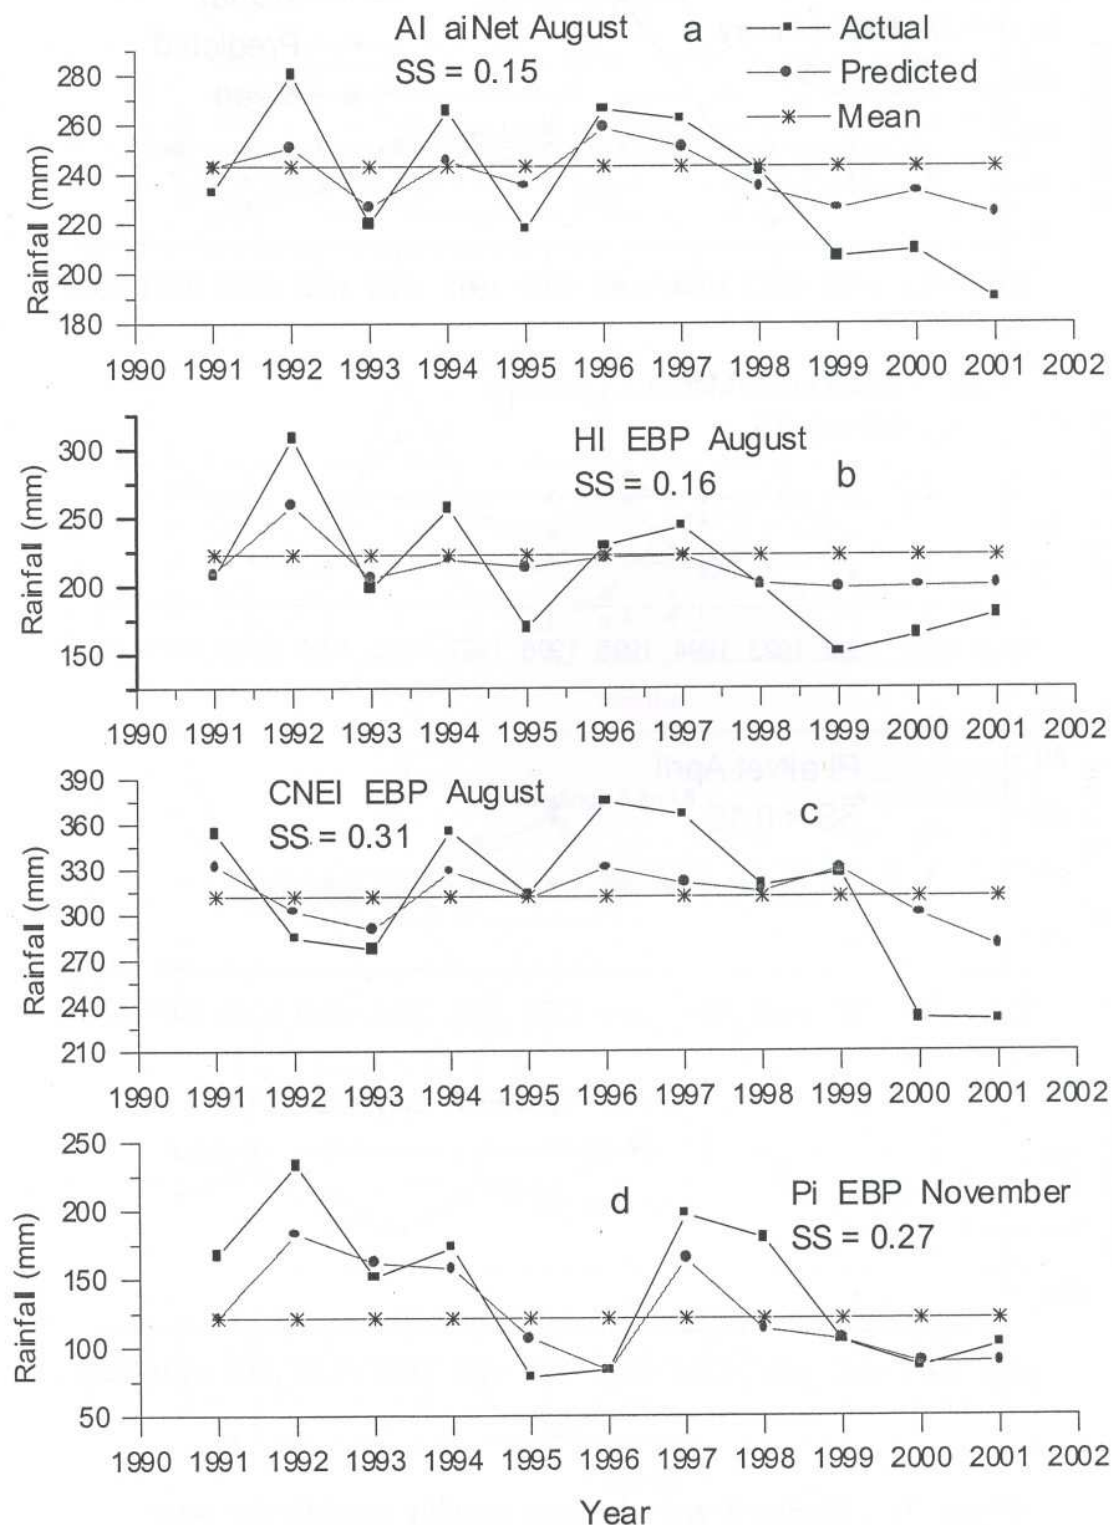 AI aiNet August
SS = 0.15
a
Actual
Predicted
Mean
Rainfall (mm)
280
260
240
220
200
180
1990 1991 1992 1993 1994 1995 1996 1997 1998 1999 2000 2001 2002
HI EBP August
SS = 0.16
b
Rainfall (mm)
300
250
200
150
1990 1991 1992 1993 1994 1995 1996 1997 1998 1999 2000 2001 2002
CNEI EBP August
SS = 0.31
c
Rainfall (mm)
390
360
330
300
270
240
210
1990 1991 1992 1993 1994 1995 1996 1997 1998 1999 2000 2001 2002
d
Pi EBP November
SS = 0.27
Rainfall (mm)
250
200
150
100
50
1990 1991 1992 1993 1994 1995 1996 1997 1998 1999 2000 2001 2002
Year